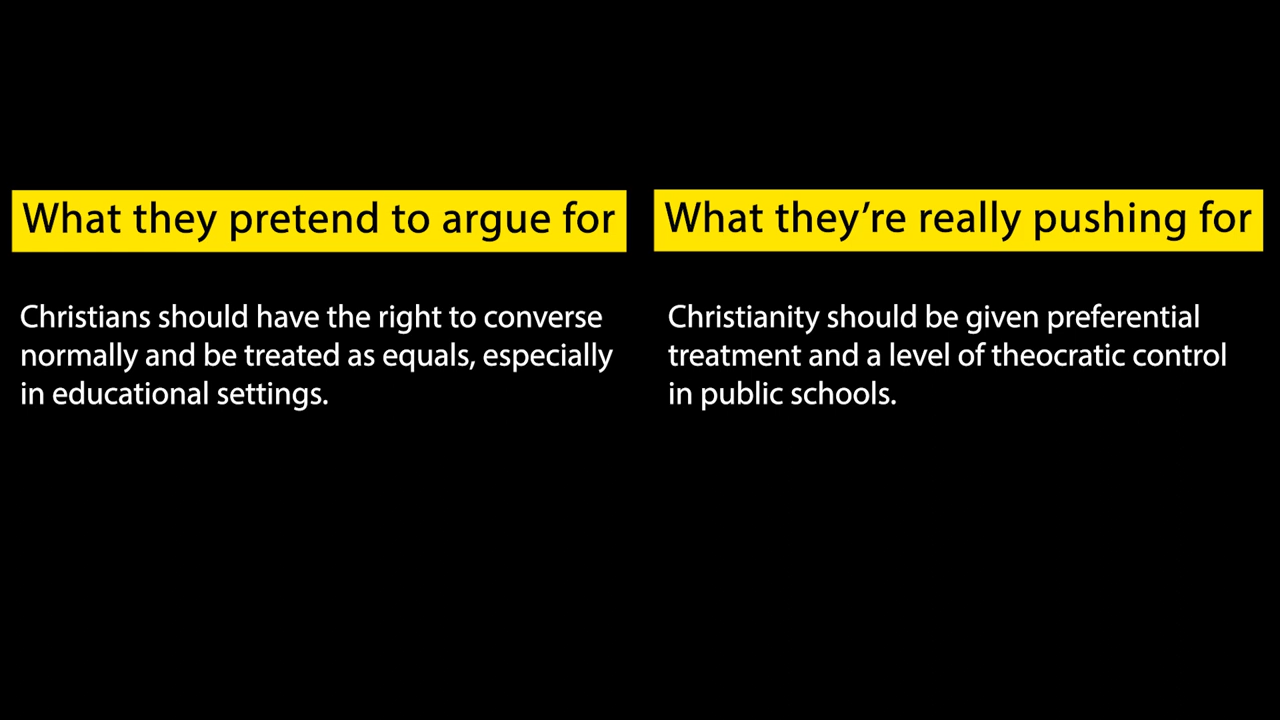 What they pretend to argue for
Christians should have the right to converse
normally and be treated as equals, especially
in educational settings.
What they’re really pushing for
Christianity should be given preferential
treatment and a level of theocratic control
in public schools.